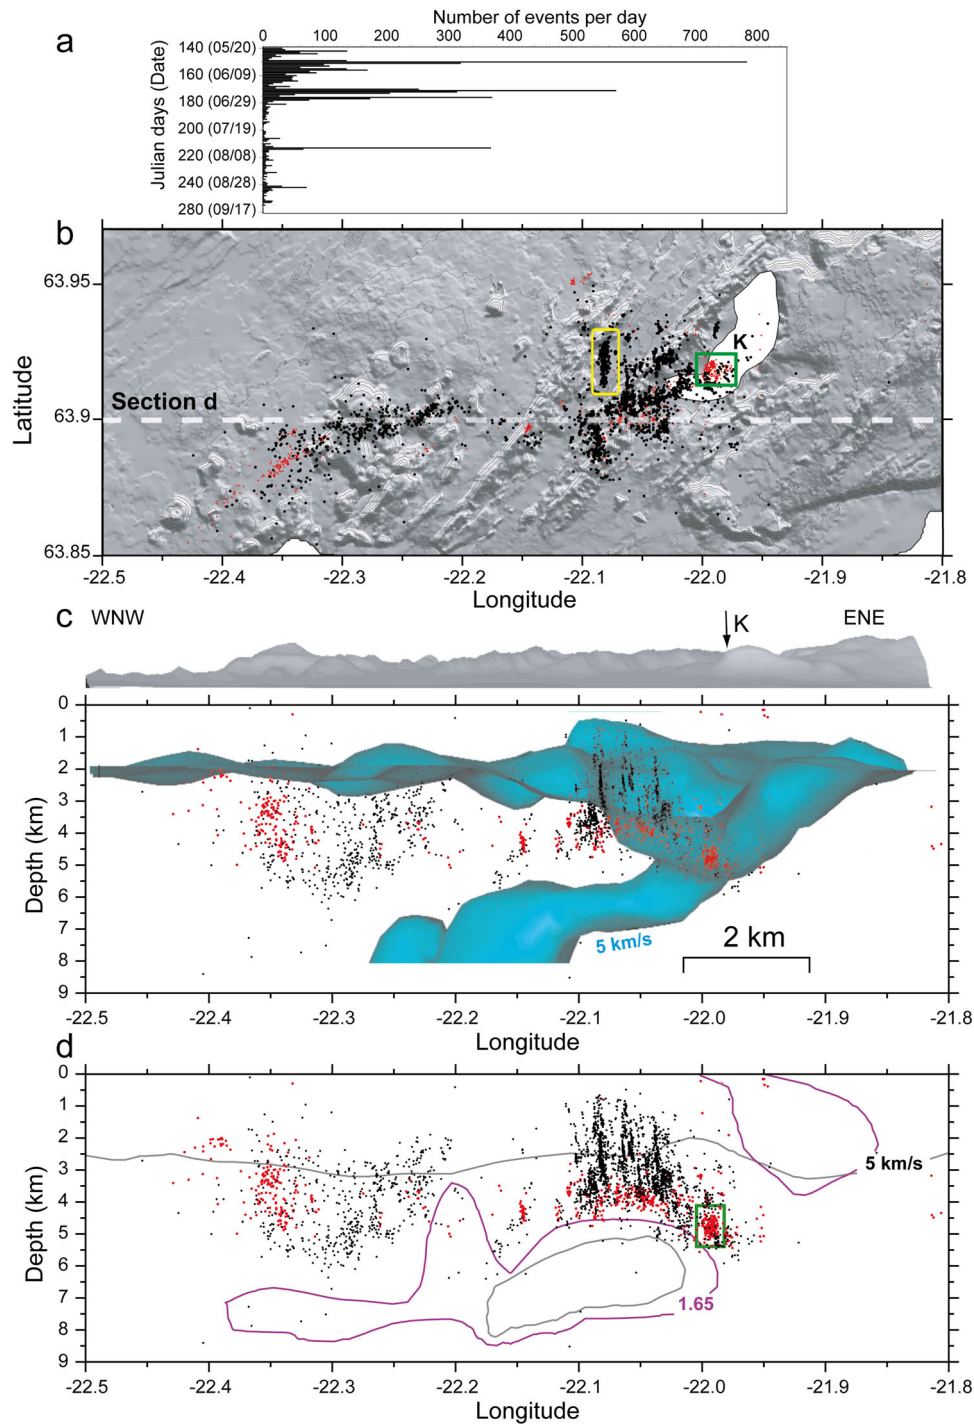 Number of events per day
a
0 100 200 300 400 500 600 700 800
Julian days (Date)
140 (05/20)
160 (06/09)
180 (06/29)
200 (07/19)
220 (08/08)
240 (08/28)
280 (09/17)
b
Latitude
63.95
63.9
63.85
K
Section d
-22.5 -22.4 -22.3 -22.2 -22.1 -22.0 -21.9 -21.8
Longitude
c
WNW
K
ENE
Depth (km)
0
1
2
3
4
5
6
7
8
9
5 km/s
2 km
-22.5 -22.4 -22.3 -22.2 -22.1 -22.0 -21.9 -21.8
Longitude
d
Depth (km)
0
1
2
3
4
5
6
7
8
9
5 km/s
1.65
-22.5 -22.4 -22.3 -22.2 -22.1 -22.0 -21.9 -21.8
Longitude